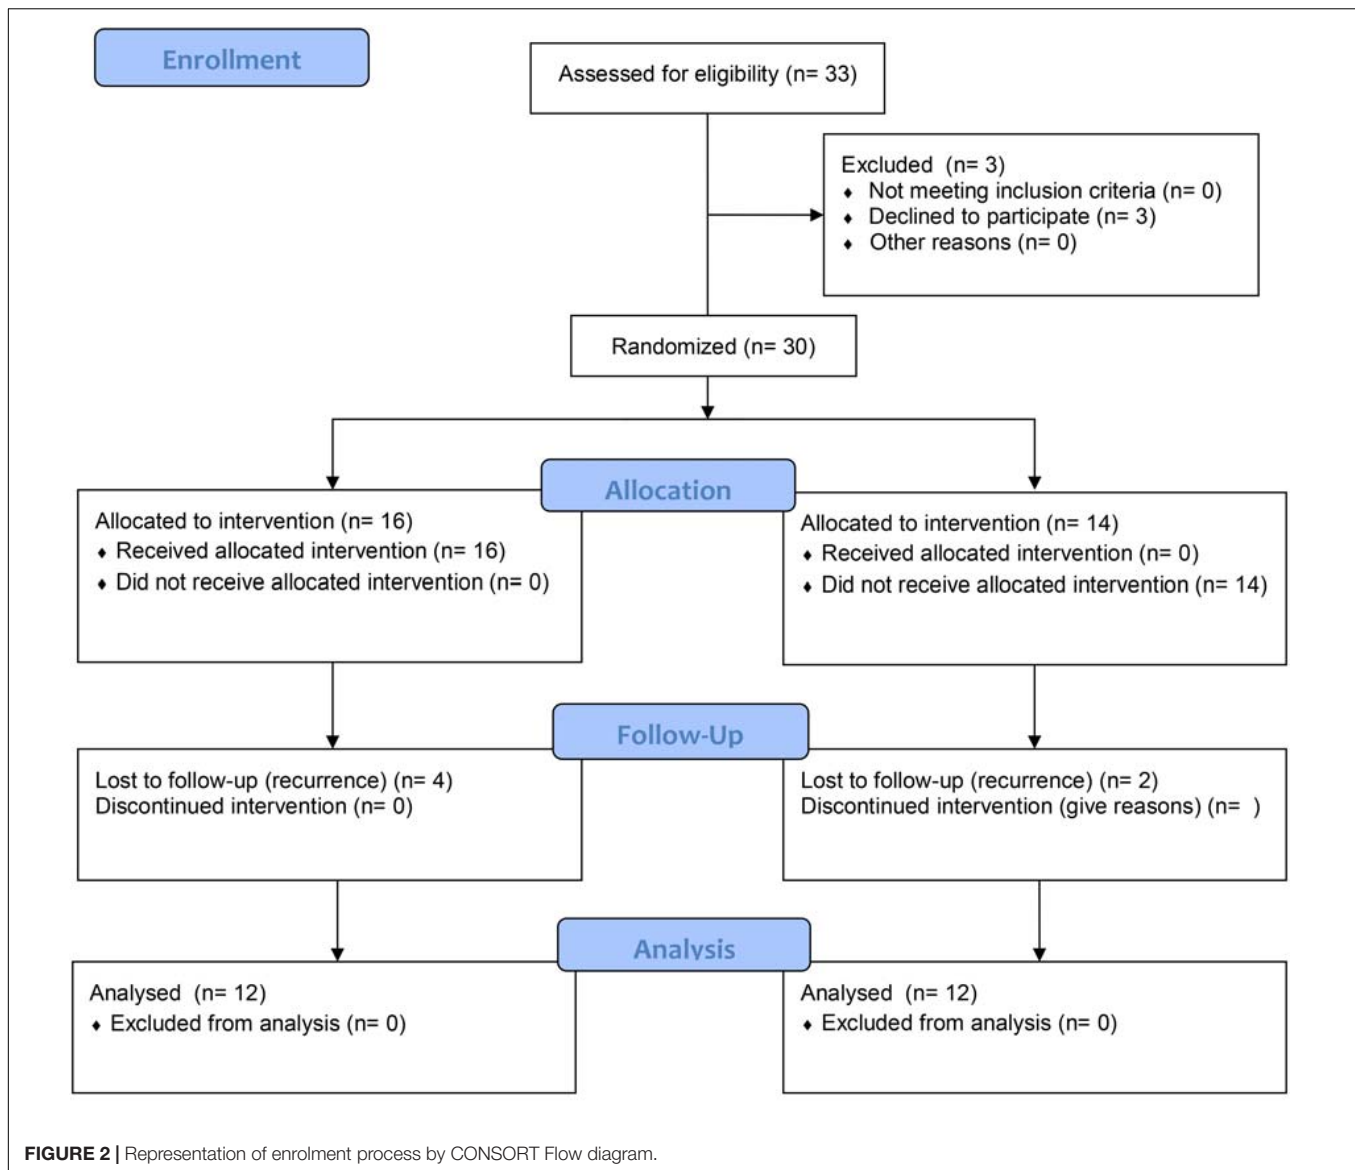 Enrollment
Assessed for eligibility (n= 33)
Excluded (n= 3)
♦ Not meeting inclusion criteria (n= 0)
♦ Declined to participate (n= 3)
♦ Other reasons (n= 0)
Randomized (n= 30)
Allocation
Allocated to intervention (n= 16)
♦ Received allocated intervention (n= 16)
♦ Did not receive allocated intervention (n= 0)
Allocated to intervention (n= 14)
♦ Received allocated intervention (n= 0)
♦ Did not receive allocated intervention (n= 14)
Follow-Up
Lost to follow-up (recurrence) (n= 4)
Discontinued intervention (n= 0)
Lost to follow-up (recurrence) (n= 2)
Discontinued intervention (give reasons) (n=  )
Analysis
Analysed (n= 12)
♦ Excluded from analysis (n= 0)
Analysed (n= 12)
♦ Excluded from analysis (n= 0)
FIGURE 2 | Representation of enrolment process by CONSORT Flow diagram.